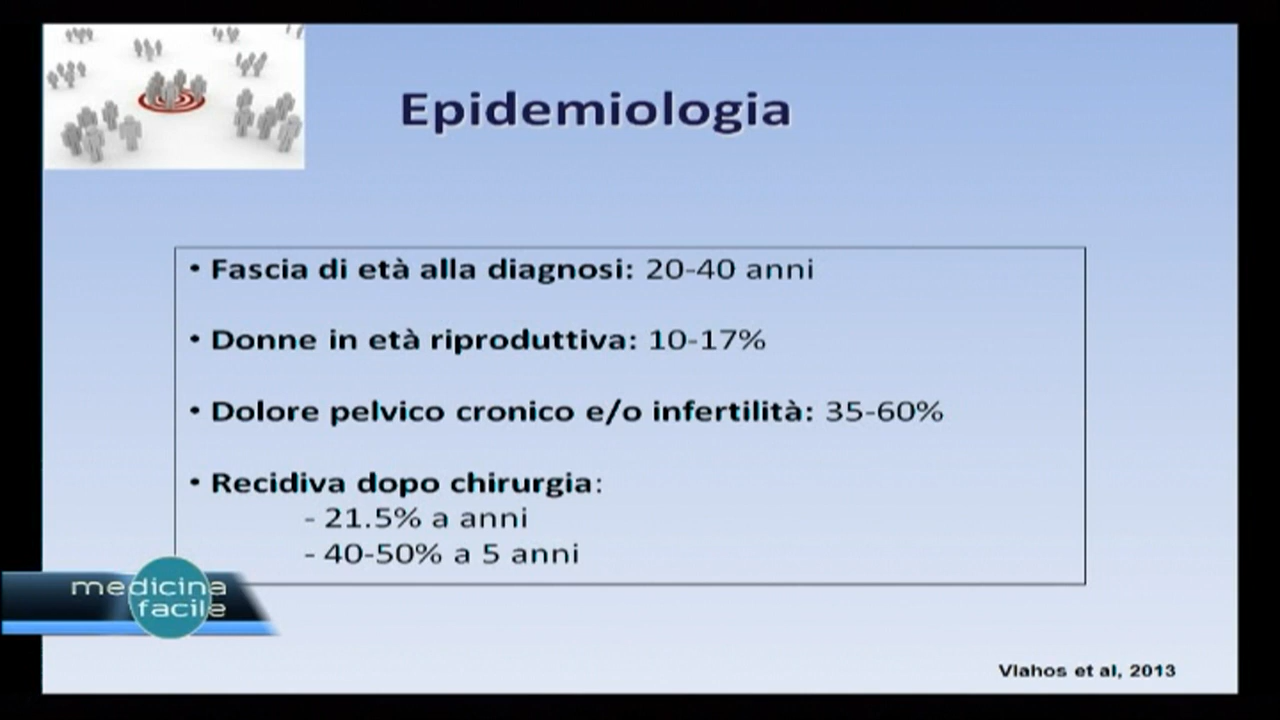 Epidemiologia
• Fascia di età alla diagnosi: 20-40 anni
• Donne in età riproduttiva: 10-17%
• Dolore pelvico cronico e/o infertilità: 35-60%
• Recidiva dopo chirurgia:
- 21.5% a anni
- 40-50% a 5 anni
medicina
facile
Vlahos et al, 2013